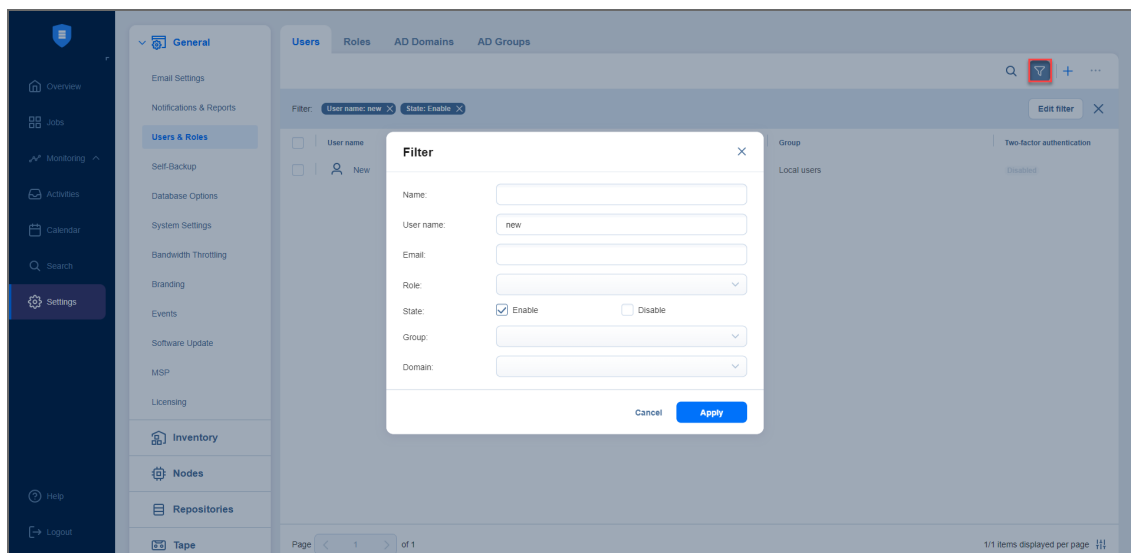 Overview
Jobs
Monitoring
Activities
Calendar
Search
Settings
Help
Logout
General
Email Settings
Notifications & Reports
Users & Roles
Self-Backup
Database Options
System Settings
Bandwidth Throttling
Branding
Events
Software Update
MSP
Licensing
Inventory
Nodes
Repositories
Tape
Users Roles AD Domains AD Groups
Filter: User name: new State: Enable Edit filter
User name Group Two-factor authentication
New Local users Disabled
Filter
Name:
User name: new
Email:
Role:
State: Enable Disable
Group:
Domain:
Cancel Apply
Page 1 of 1 1/1 items displayed per page